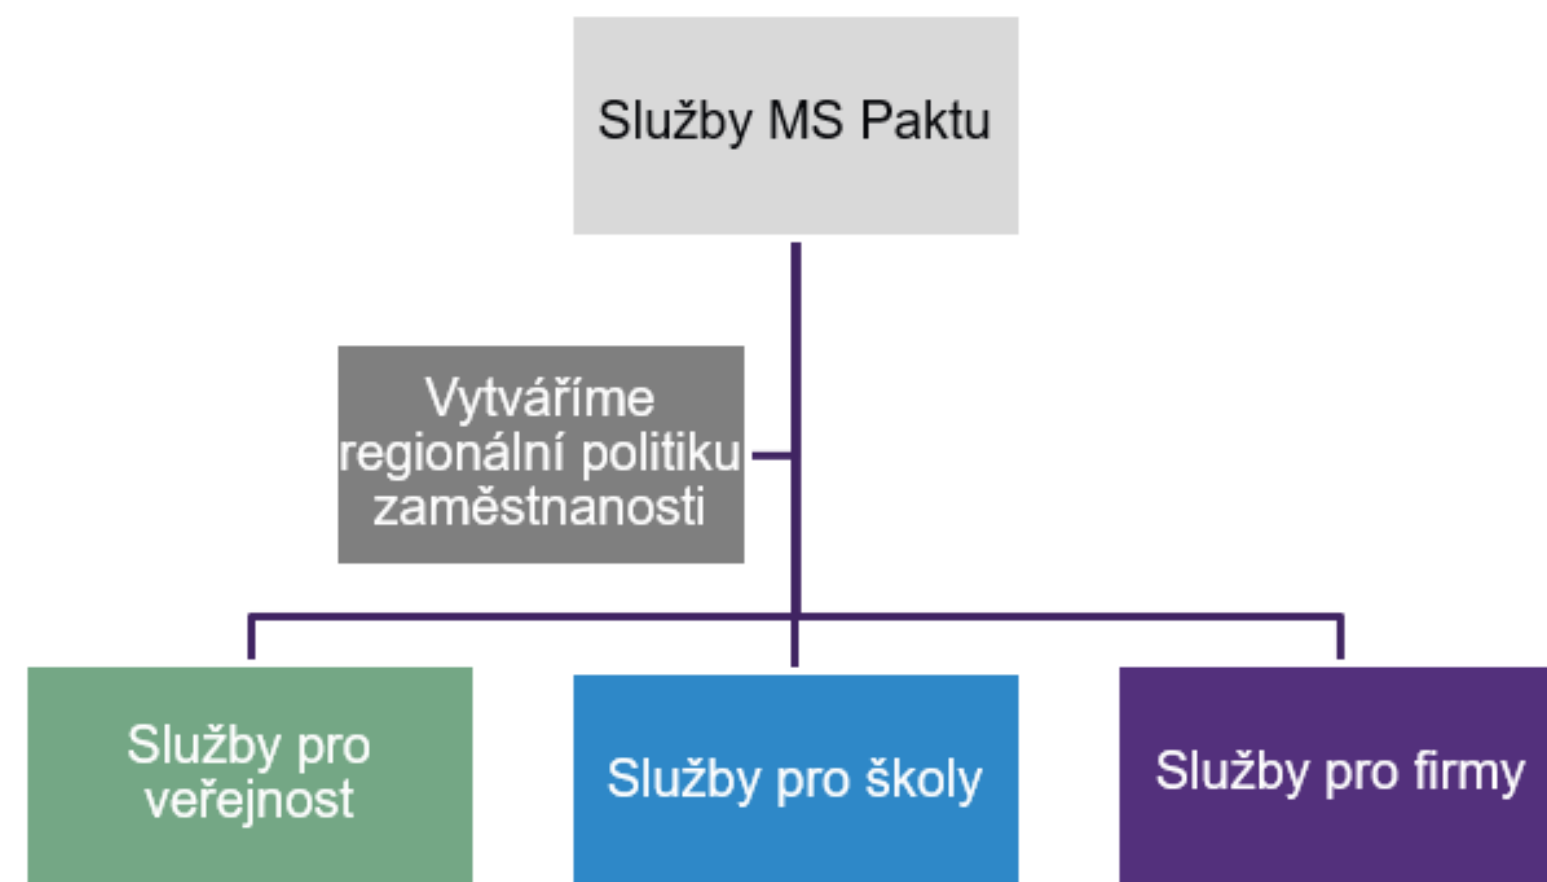 Služby MS Paktu
Vytváříme
regionální politiku
zaměstnanosti
Služby pro
veřejnost
Služby pro školy
Služby pro firmy